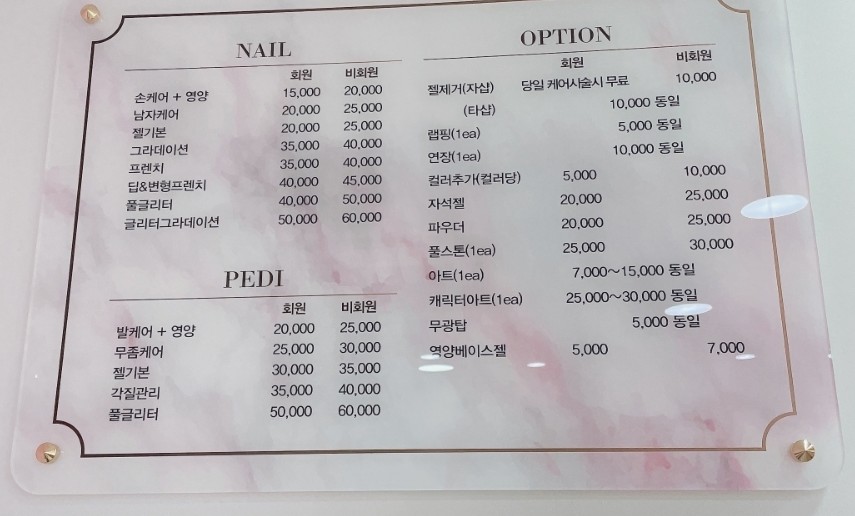 NAIL
회원 비회원
손케어 + 영양 15,000 20,000
남자케어 20,000 25,000
젤기본 20,000 25,000
그라데이션 35,000 40,000
프렌치 35,000 40,000
딥&변형프렌치 40,000 45,000
풀글리터 40,000 50,000
글리터그라데이션 50,000 60,000
PEDI
회원 비회원
발케어 + 영양 20,000 25,000
무좀케어 25,000 30,000
젤기본 30,000 35,000
각질관리 35,000 40,000
풀글리터 50,000 60,000
OPTION
회원 비회원
젤제거(자샵) 당일 케어시술시 무료 10,000
(타샵) 10,000 동일
랩핑(1ea) 5,000 동일
연장(1ea) 10,000 동일
컬러추가(컬러당) 5,000 10,000
자석젤 20,000 25,000
파우더 20,000 25,000
풀스톤(1ea) 25,000 30,000
아트(1ea) 7,000~15,000 동일
캐릭터아트(1ea) 25,000~30,000 동일
무광탑 5,000 동일
영양베이스젤 5,000 7,000